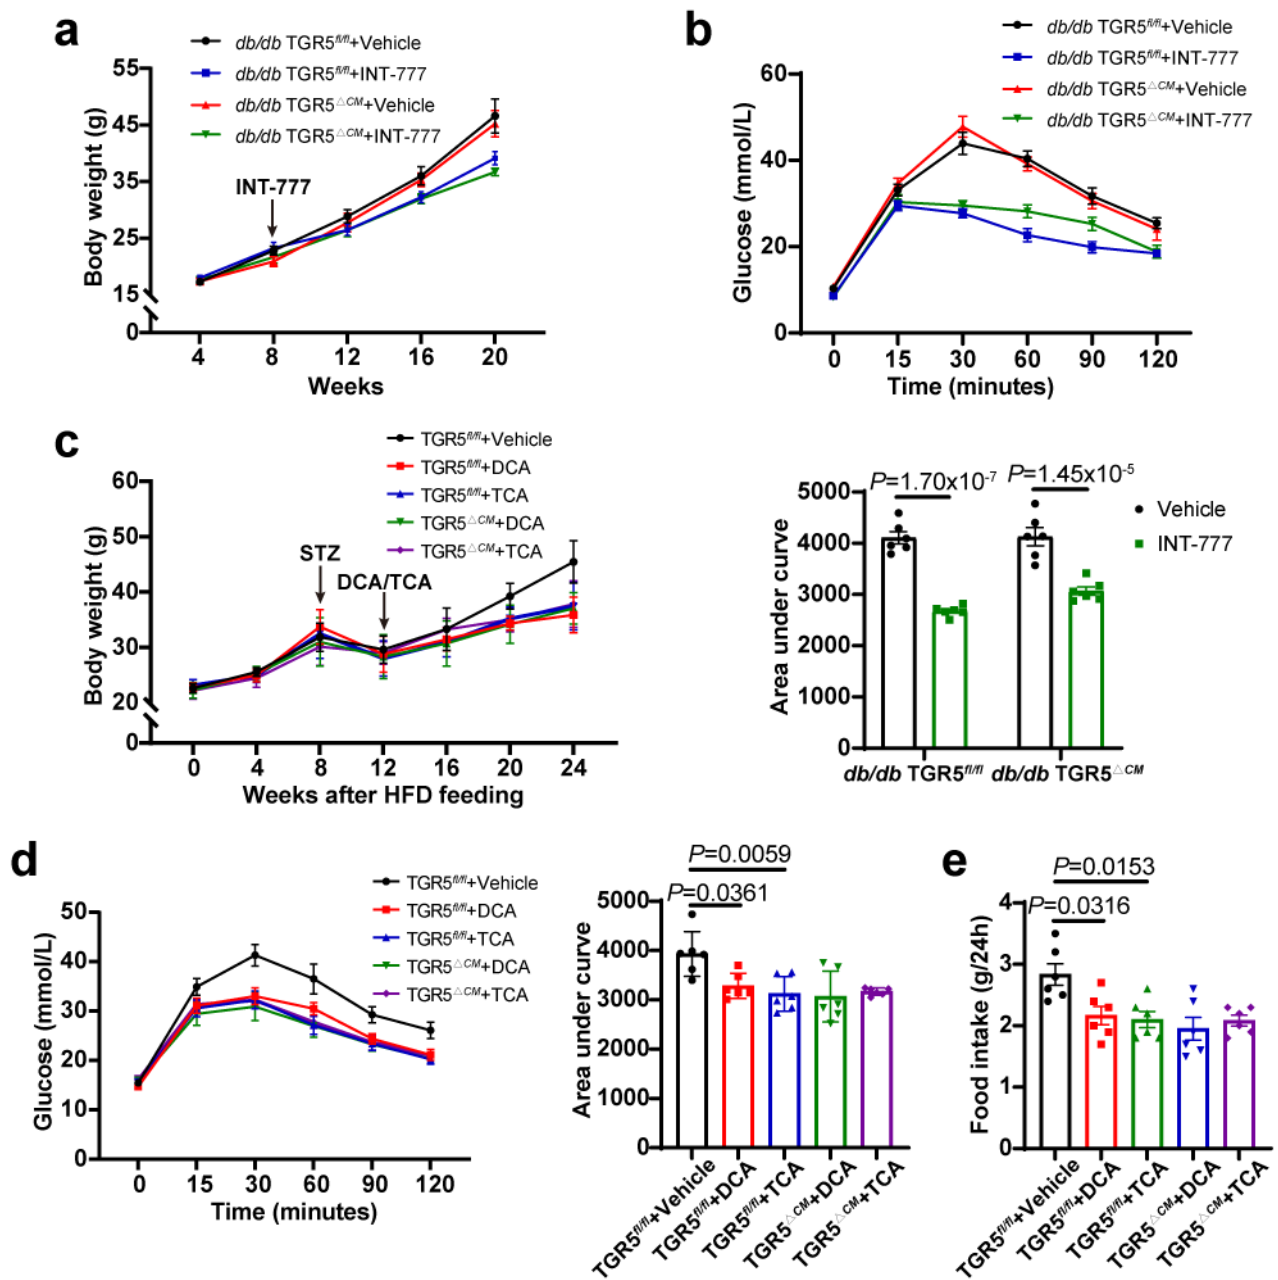 a
db/db TGR5fl/fl+Vehicle
db/db TGR5fl/fl+INT-777
db/db TGR5△CM+Vehicle
db/db TGR5△CM+INT-777
Body weight (g)
55
45
35
25
15
0
INT-777
4 8 12 16 20
Weeks
b
db/db TGR5fl/fl+Vehicle
db/db TGR5fl/fl+INT-777
db/db TGR5△CM+Vehicle
db/db TGR5△CM+INT-777
Glucose (mmol/L)
60
40
20
0
0 15 30 60 90 120
Time (minutes)
P=1.70x10-7 P=1.45x10-5
Area under curve
5000
4000
3000
2000
1000
0
Vehicle
INT-777
db/db TGR5fl/fl db/db TGR5△CM
c
TGR5fl/fl+Vehicle
TGR5fl/fl+DCA
TGR5fl/fl+TCA
TGR5△CM+DCA
TGR5△CM+TCA
Body weight (g)
60
50
40
30
20
0
STZ
DCA/TCA
0 4 8 12 16 20 24
Weeks after HFD feeding
d
TGR5fl/fl+Vehicle
TGR5fl/fl+DCA
TGR5fl/fl+TCA
TGR5△CM+DCA
TGR5△CM+TCA
Glucose (mmol/L)
50
40
30
20
10
0
0 15 30 60 90 120
Time (minutes)
P=0.0059
P=0.0361
Area under curve
5000
4000
3000
2000
1000
0
TGR5fl/fl+Vehicle
TGR5fl/fl+DCA
TGR5fl/fl+TCA
TGR5△CM+DCA
TGR5△CM+TCA
e
P=0.0153
P=0.0316
Food intake (g/24h)
4
3
2
1
0
TGR5fl/fl+Vehicle
TGR5fl/fl+DCA
TGR5fl/fl+TCA
TGR5△CM+DCA
TGR5△CM+TCA